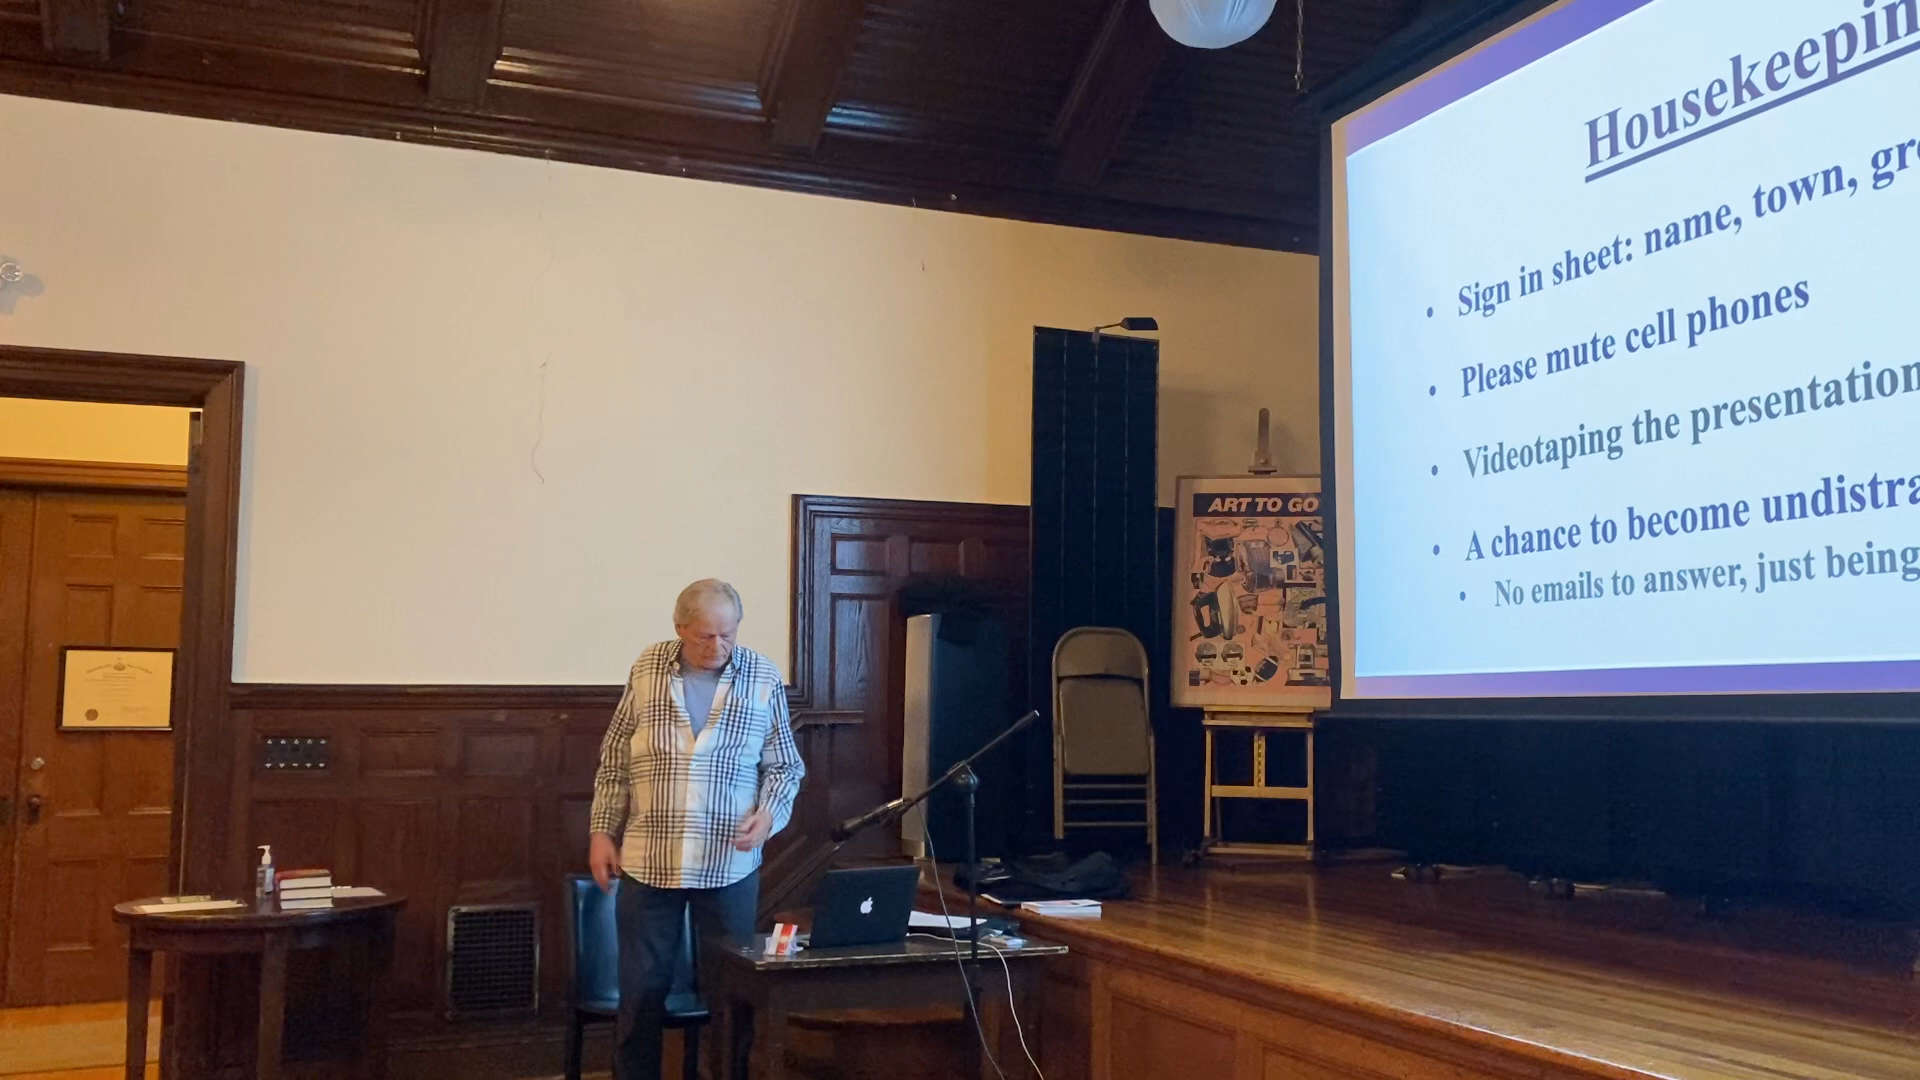 Housekeepin
Sign in sheet: name, town, gr
Please mute cell phones
Videotaping the presentation
A chance to become undistra
No emails to answer, just being
ART TO GO